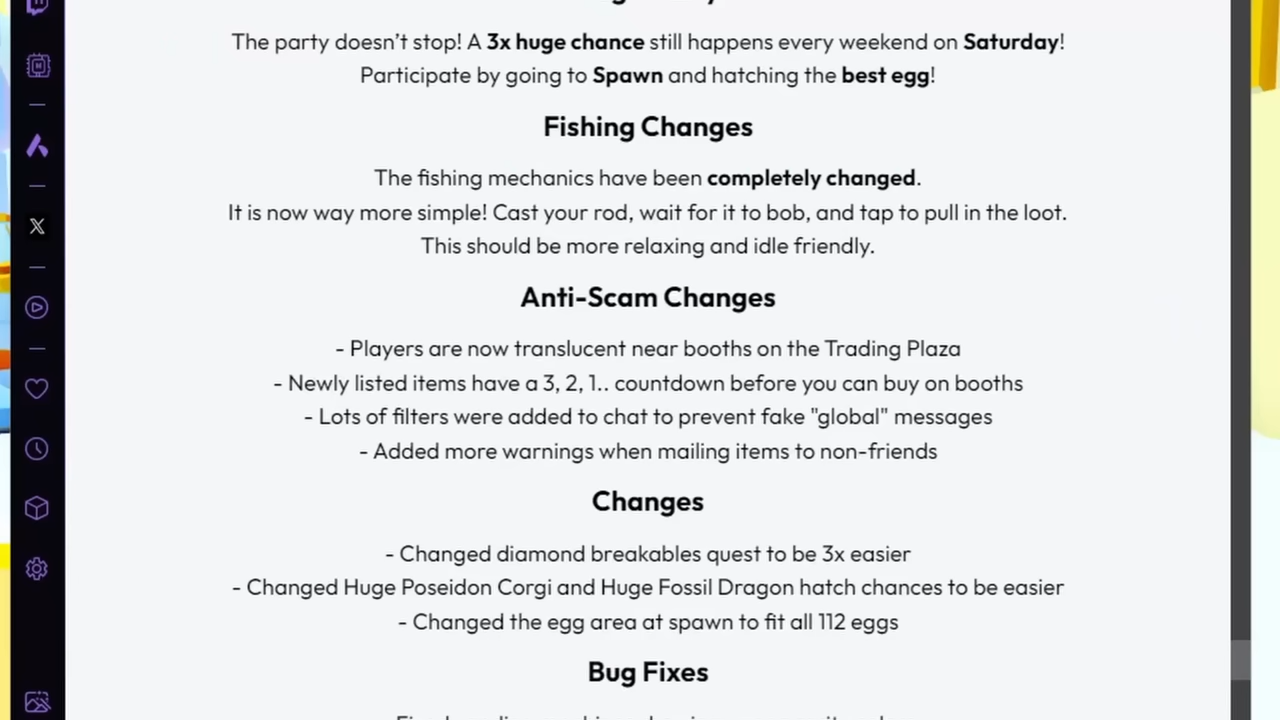 The party doesn't stop! A 3x huge chance still happens every weekend on Saturday!
Participate by going to Spawn and hatching the best egg!
Fishing Changes
The fishing mechanics have been completely changed.
It is now way more simple! Cast your rod, wait for it to bob, and tap to pull in the loot.
This should be more relaxing and idle friendly.
Anti-Scam Changes
- Players are now translucent near booths on the Trading Plaza
- Newly listed items have a 3, 2, 1.. countdown before you can buy on booths
- Lots of filters were added to chat to prevent fake "global" messages
- Added more warnings when mailing items to non-friends
Changes
- Changed diamond breakables quest to be 3x easier
- Changed Huge Poseidon Corgi and Huge Fossil Dragon hatch chances to be easier
- Changed the egg area at spawn to fit all 112 eggs
Bug Fixes